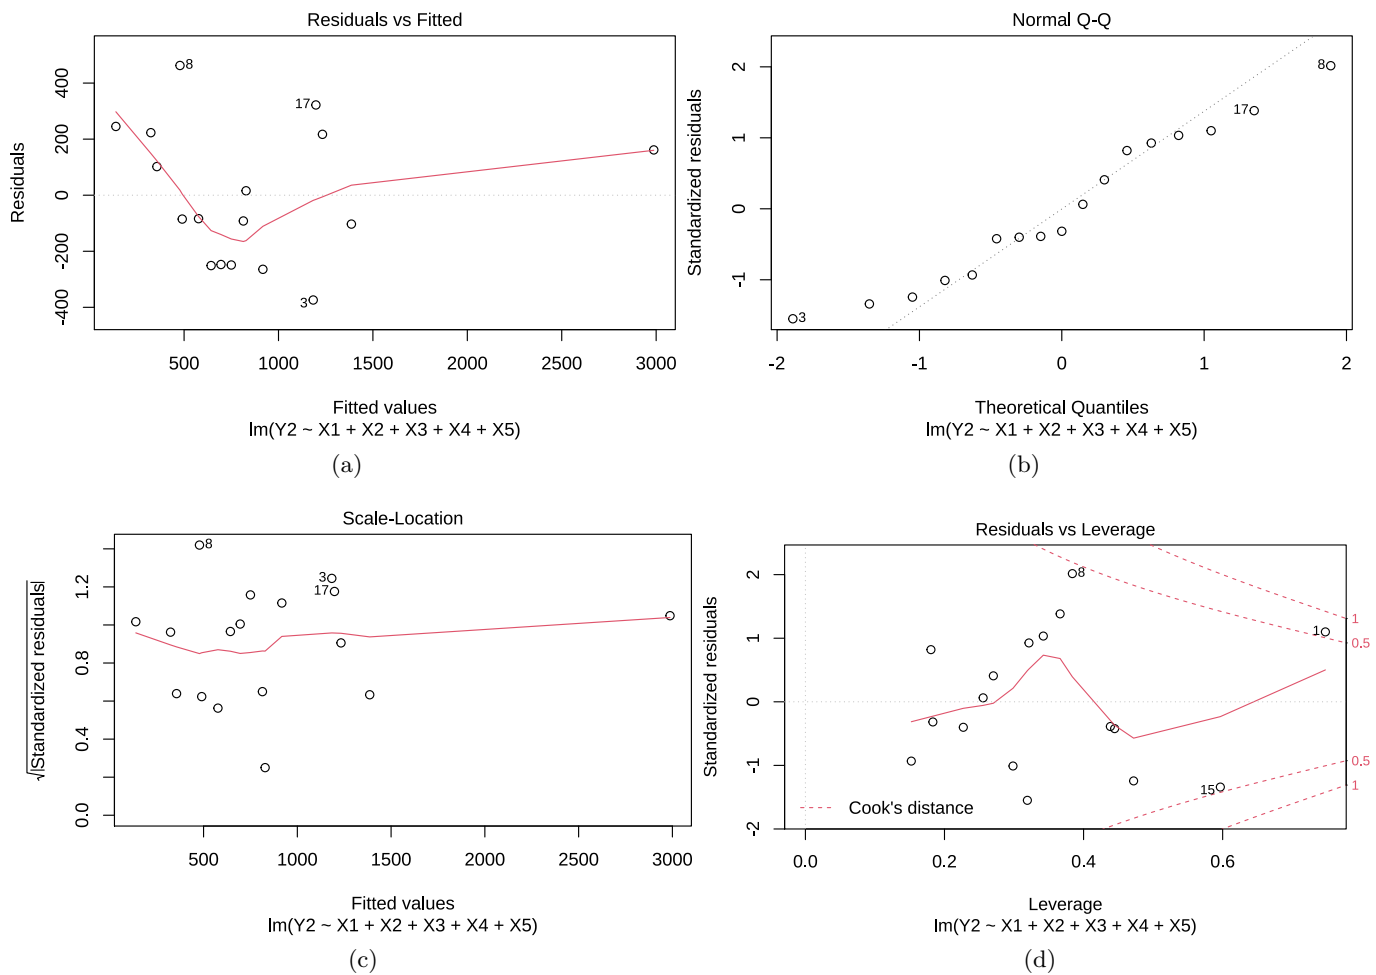 Residuals vs Fitted
Residuals
-400 -200 0 200 400
8
17
3
500 1000 1500 2000 2500 3000
Fitted values
lm(Y2 ~ X1 + X2 + X3 + X4 + X5)
(a)
Normal Q-Q
Standardized residuals
-1 0 1 2
8
17
3
-2 -1 0 1 2
Theoretical Quantiles
lm(Y2 ~ X1 + X2 + X3 + X4 + X5)
(b)
Scale-Location
√|Standardized residuals|
0.0 0.4 0.8 1.2
8
3
17
500 1000 1500 2000 2500 3000
Fitted values
lm(Y2 ~ X1 + X2 + X3 + X4 + X5)
(c)
Residuals vs Leverage
Standardized residuals
-2 -1 0 1 2
8
1
15
1
0.5
0.5
1
Cook's distance
0.0 0.2 0.4 0.6
Leverage
lm(Y2 ~ X1 + X2 + X3 + X4 + X5)
(d)